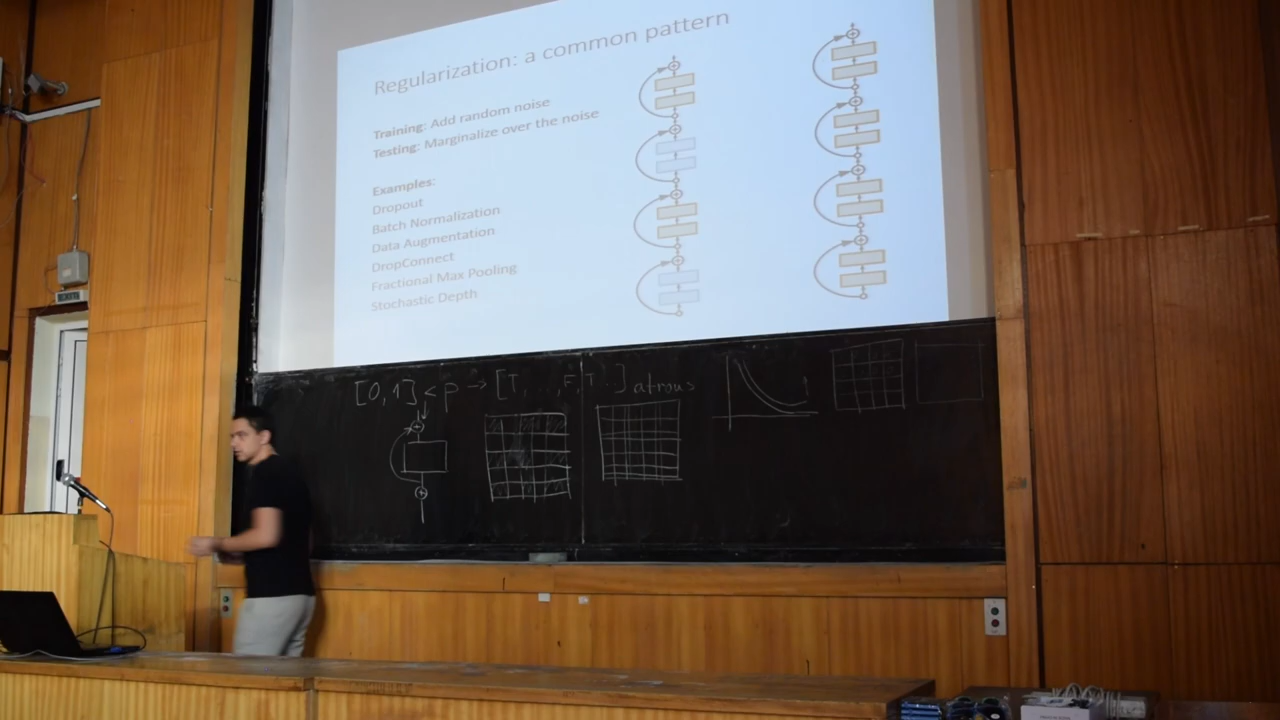 Regularization: a common pattern
Training: Add random noise
Testing: Marginalize over the noise
Examples:
Dropout
Batch Normalization
Data Augmentation
DropConnect
Fractional Max Pooling
Stochastic Depth
[0,1] < p → [T, ..., F, T ..] atrous